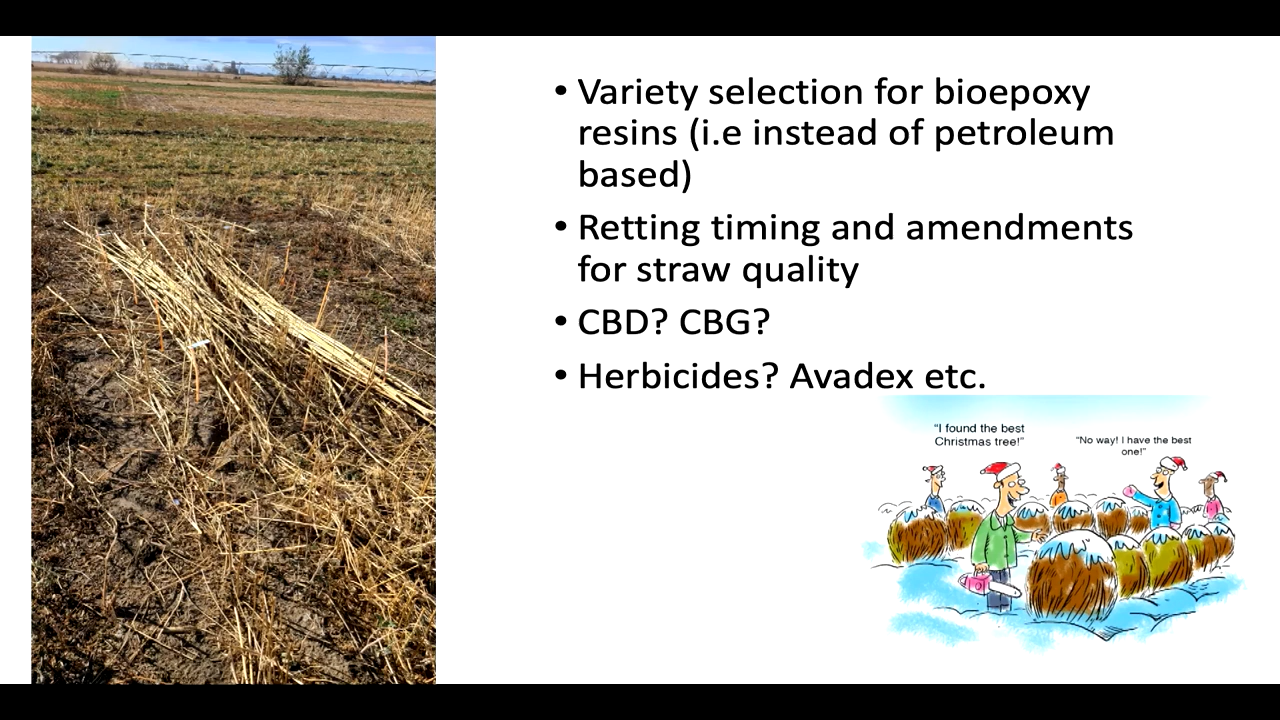 • Variety selection for bioepoxy
resins (i.e instead of petroleum
based)
• Retting timing and amendments
for straw quality
• CBD? CBG?
• Herbicides? Avadex etc.
"I found the best
Christmas tree!"
"No way! I have the best
one!"